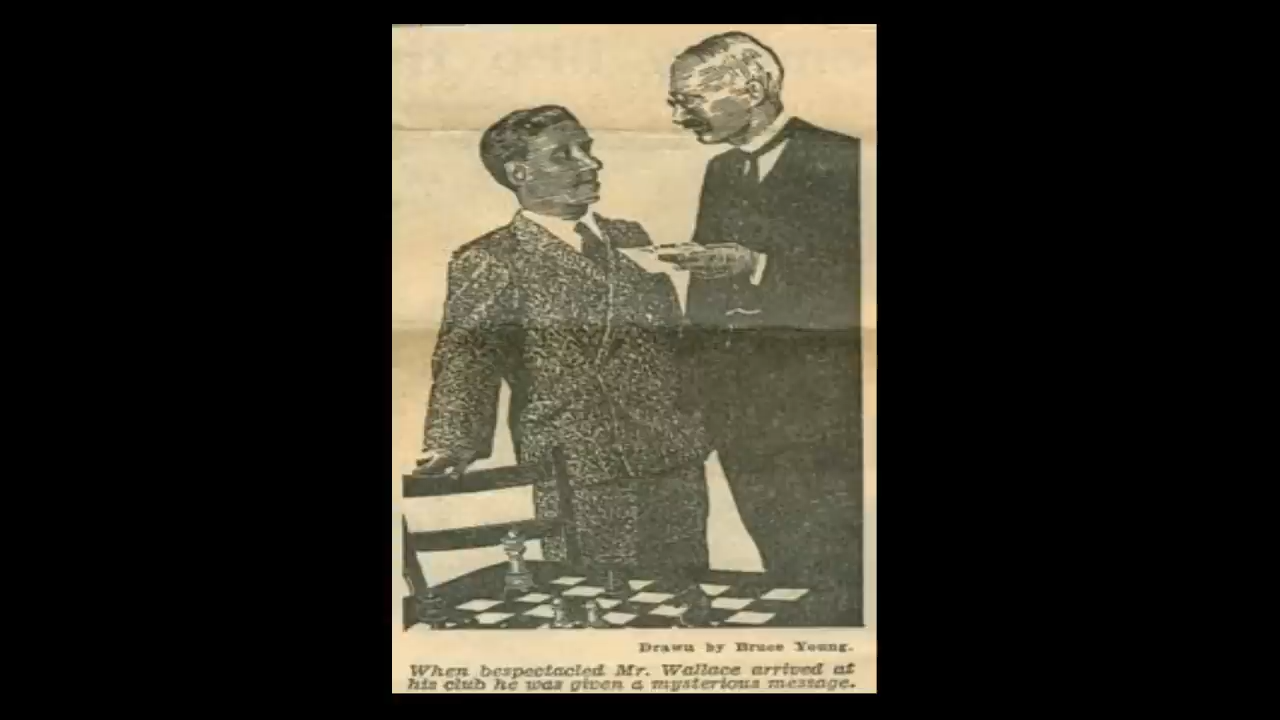 Drawn by Bruce Young.
When bespectacled Mr. Wallace arrived at
his club he was given a mysterious message.